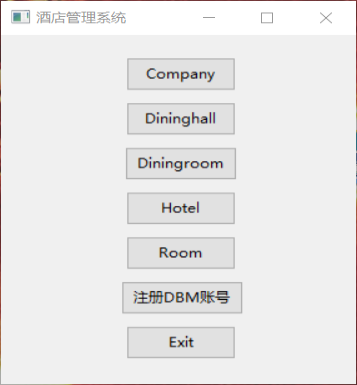 酒店管理系统
Company
Dininghall
Diningroom
Hotel
Room
注册DBM账号
Exit